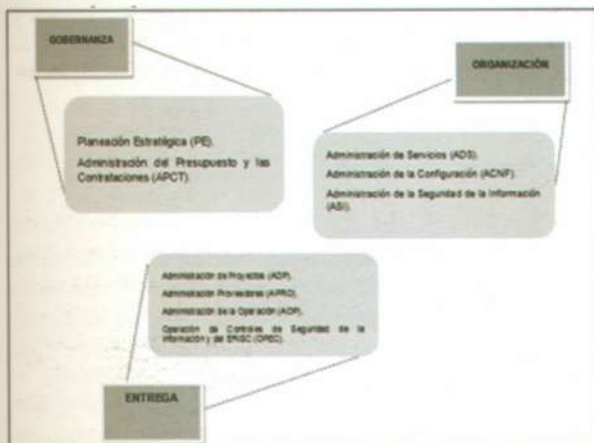 GOBERNANZA
Planeación Estratégica (PE).
Administración del Presupuesto y las
Contrataciones (APCT).
ORGANIZACIÓN
Administración de Servicios (ADS).
Administración de la Configuración (ACNF).
Administración de la Seguridad de la Información
(ASI).
Administración de Proyectos (ADP).
Administración Proveedores (APRO).
Administración de la Operación (AOP).
Operación de Controles de Seguridad de la
Información y del ERISC (OPEC).
ENTREGA